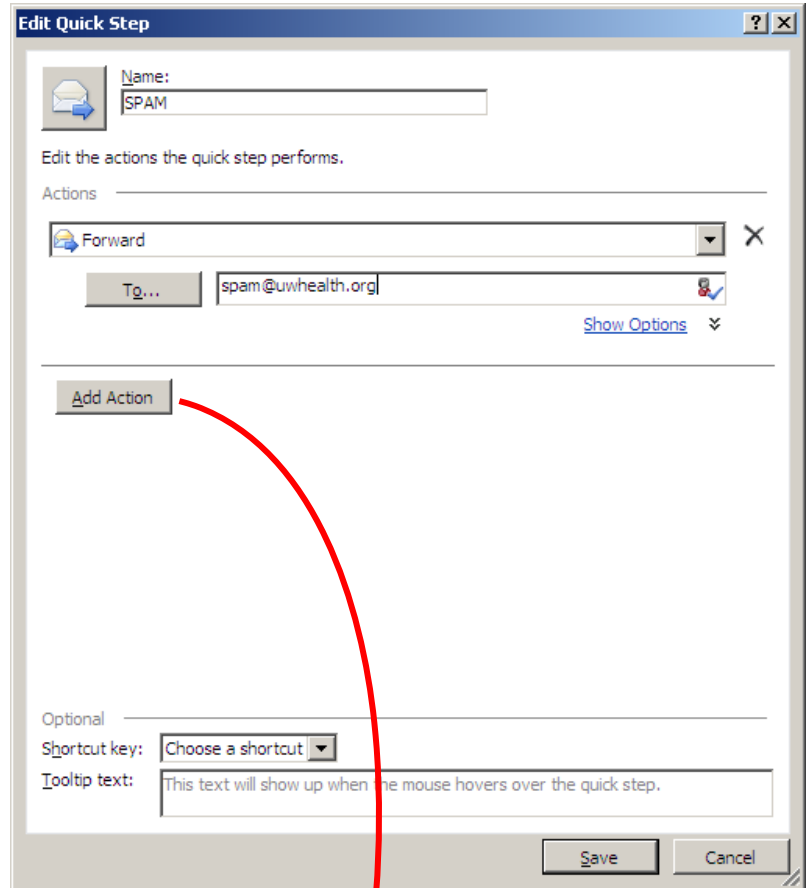 Edit Quick Step
Name:
SPAM
Edit the actions the quick step performs.
Actions
Forward
To...
spam@uwhealth.org
Show Options
Add Action
Optional
Shortcut key: Choose a shortcut
Tooltip text: This text will show up when the mouse hovers over the quick step.
Save Cancel